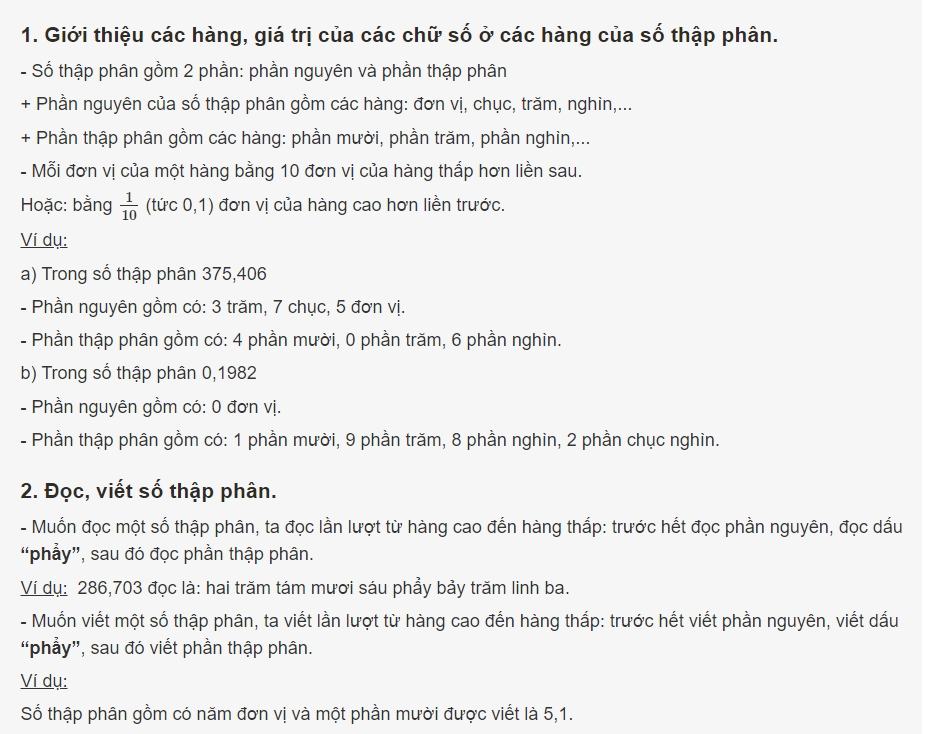 1. Giới thiệu các hàng, giá trị của các chữ số ở các hàng của số thập phân.
- Số thập phân gồm 2 phần: phần nguyên và phần thập phân
+ Phần nguyên của số thập phân gồm các hàng: đơn vị, chục, trăm, nghìn,...
+ Phần thập phân gồm các hàng: phần mười, phần trăm, phần nghìn,...
- Mỗi đơn vị của một hàng bằng 10 đơn vị của hàng thấp hơn liền sau.
Hoặc: bằng 1/10 (tức 0,1) đơn vị của hàng cao hơn liền trước.
Ví dụ:
a) Trong số thập phân 375,406
- Phần nguyên gồm có: 3 trăm, 7 chục, 5 đơn vị.
- Phần thập phân gồm có: 4 phần mười, 0 phần trăm, 6 phần nghìn.
b) Trong số thập phân 0,1982
- Phần nguyên gồm có: 0 đơn vị.
- Phần thập phân gồm có: 1 phần mười, 9 phần trăm, 8 phần nghìn, 2 phần chục nghìn.
2. Đọc, viết số thập phân.
- Muốn đọc một số thập phân, ta đọc lần lượt từ hàng cao đến hàng thấp: trước hết đọc phần nguyên, đọc dấu
“phẩy”, sau đó đọc phần thập phân.
Ví dụ: 286,703 đọc là: hai trăm tám mươi sáu phẩy bảy trăm linh ba.
- Muốn viết một số thập phân, ta viết lần lượt từ hàng cao đến hàng thấp: trước hết viết phần nguyên, viết dấu
“phẩy”, sau đó viết phần thập phân.
Ví dụ:
Số thập phân gồm có năm đơn vị và một phần mười được viết là 5,1.